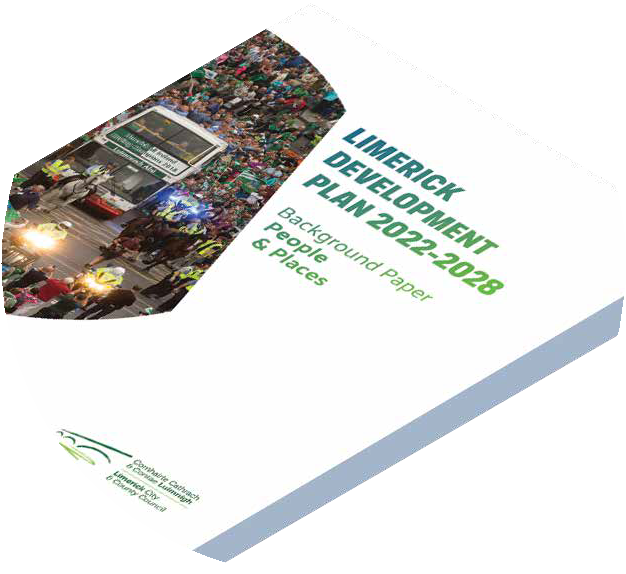 LIMERICK
DEVELOPMENT
PLAN 2022-2028
Background Paper
People
& Places
Comhairle Cathrach
& Contae Luimnigh
Limerick City
& County Council